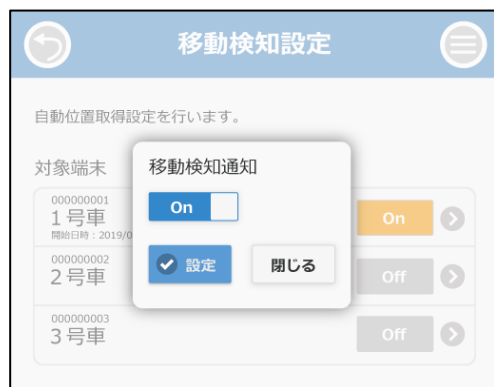 移動検知設定
自動位置取得設定を行います。
対象端末
移動検知通知
On
設定 閉じる
000000001
1号車
開始日時:2019/0
On
000000002
2号車
Off
000000003
3号車
Off